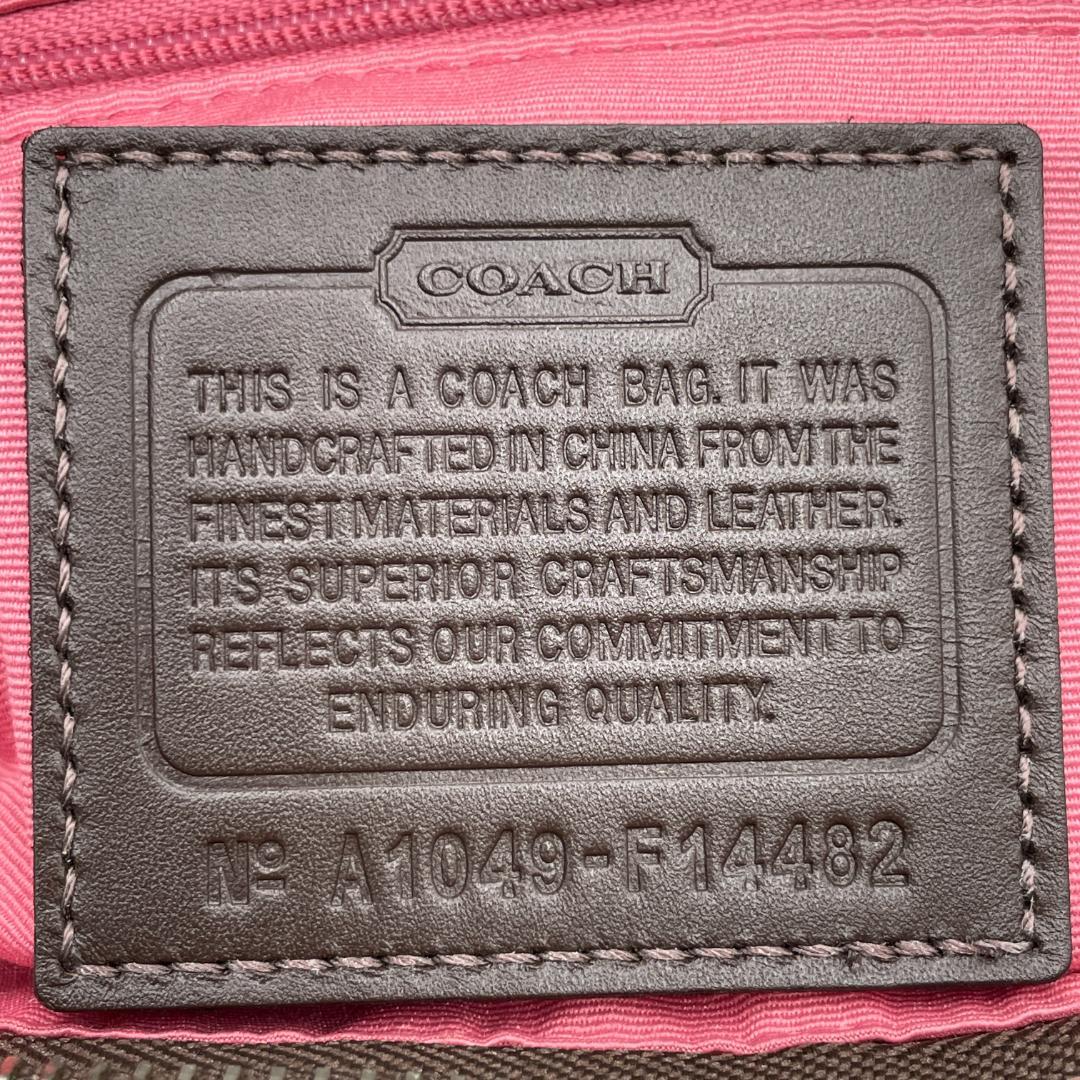 COACH
THIS IS A COACH BAG. IT WAS
HANDCRAFTED IN CHINA FROM THE
FINEST MATERIALS AND LEATHER.
ITS SUPERIOR CRAFTSMANSHIP
REFLECTS OUR COMMITMENT TO
ENDURING QUALITY.
Nº A1049-F14482